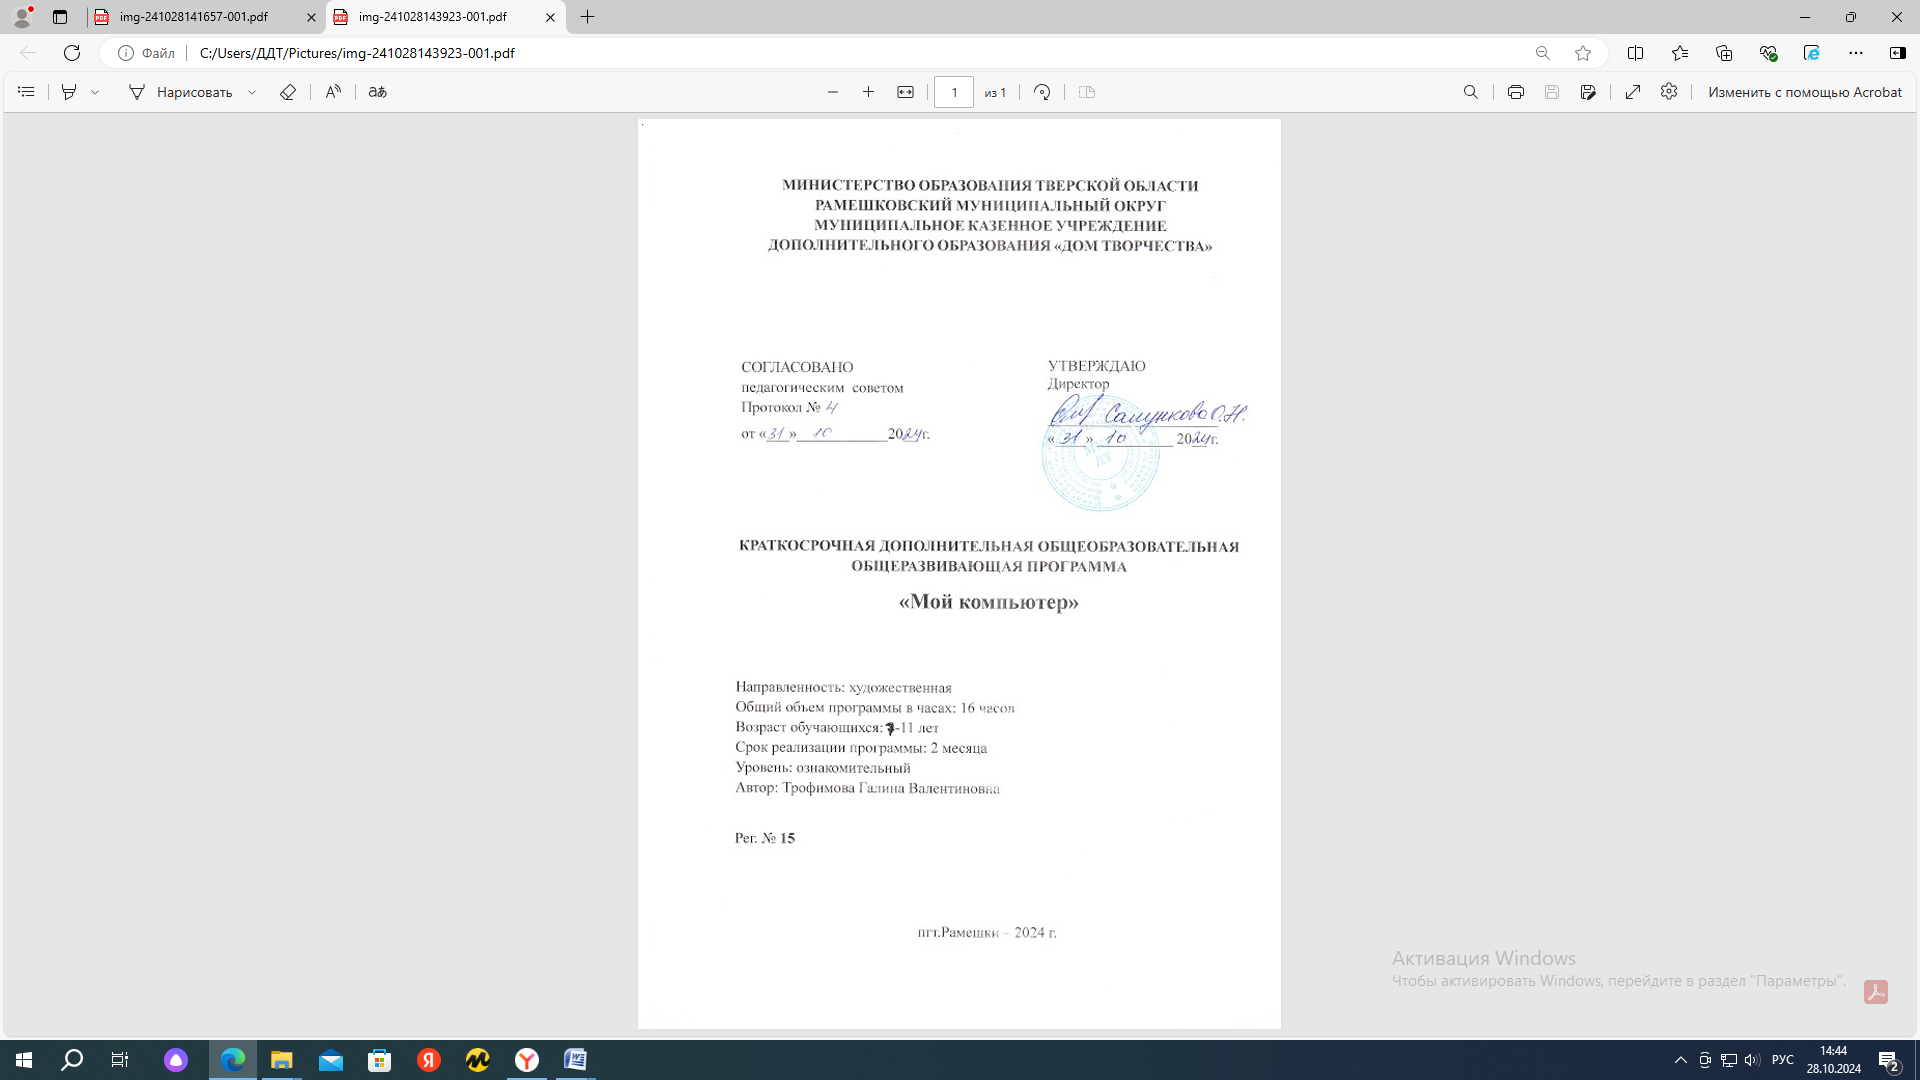 img-241028141657-001.pdf
img-241028143923-001.pdf
Файл
C:/Users/ДДТ/Pictures/img-241028143923-001.pdf
Нарисовать
аあ
1
из 1
Изменить с помощью Acrobat
МИНИСТЕРСТВО ОБРАЗОВАНИЯ ТВЕРСКОЙ ОБЛАСТИ
РАМЕШКОВСКИЙ МУНИЦИПАЛЬНЫЙ ОКРУГ
МУНИЦИПАЛЬНОЕ КАЗЕННОЕ УЧРЕЖДЕНИЕ
ДОПОЛНИТЕЛЬНОГО ОБРАЗОВАНИЯ «ДОМ ТВОРЧЕСТВА»
СОГЛАСОВАНО
педагогическим советом
Протокол № 4
от «31» 10 2024г.
УТВЕРЖДАЮ
Директор
О.Н.
«31» 10 2024г.
КРАТКОСРОЧНАЯ ДОПОЛНИТЕЛЬНАЯ ОБЩЕОБРАЗОВАТЕЛЬНАЯ
ОБЩЕРАЗВИВАЮЩАЯ ПРОГРАММА
«Мой компьютер»
Направленность: художественная
Общий объем программы в часах: 16 часов
Возраст обучающихся: 7-11 лет
Срок реализации программы: 2 месяца
Уровень: ознакомительный
Автор: Трофимова Галина Валентиновна
Рег. № 15
пгт.Рамешки – 2024 г.
Активация Windows
Чтобы активировать Windows, перейдите в раздел "Параметры".
РУС
14:44
28.10.2024
2